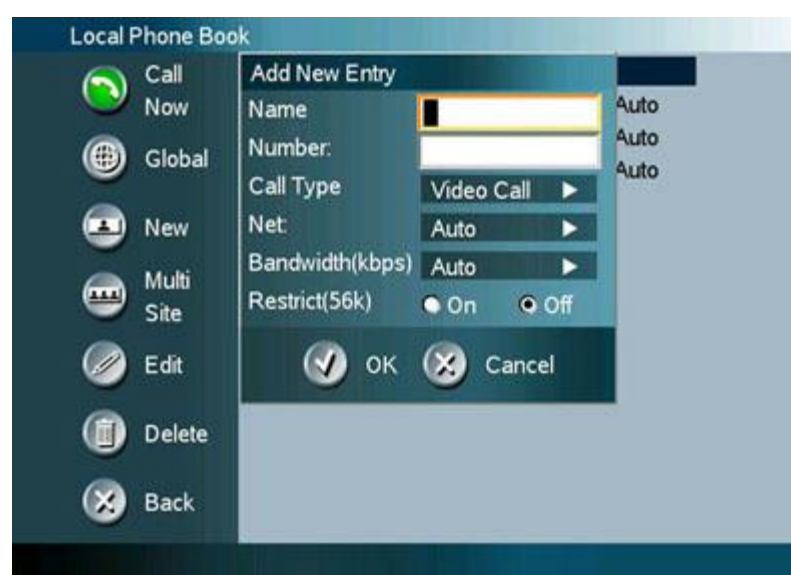 Local Phone Book
Call
Now
Global
New
Multi
Site
Edit
Delete
Back
Add New Entry
Name
Number:
Call Type
Video Call
Net:
Auto
Bandwidth(kbps)
Auto
Restrict(56k)
On
Off
OK
Cancel
Auto
Auto
Auto